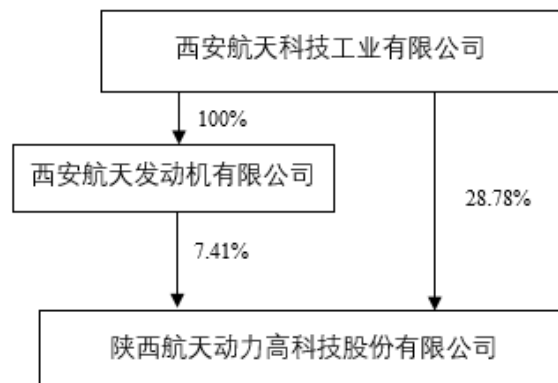 西安航天科技工业有限公司
100%
西安航天发动机有限公司
28.78%
7.41%
陕西航天动力高科技股份有限公司